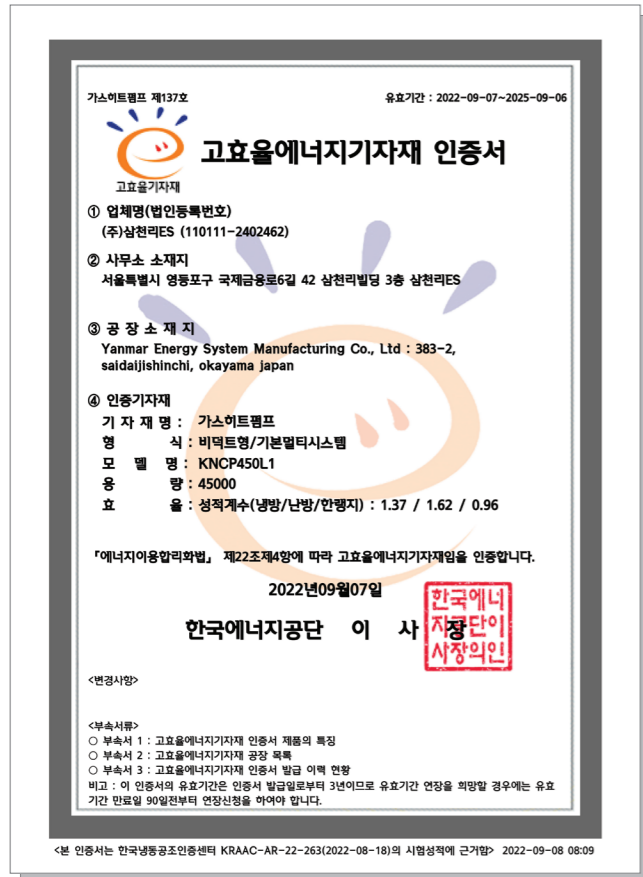 가스히트펌프 제137호
유효기간 : 2022-09-07~2025-09-06
고효율에너지기자재 인증서
고효율기자재
① 업체명(법인등록번호)
(주)삼천리ES (110111-2402462)
② 사무소 소재지
서울특별시 영등포구 국제금융로6길 42 삼천리빌딩 3층 삼천리ES
③ 공 장 소 재 지
Yanmar Energy System Manufacturing Co., Ltd : 383-2,
saidaijishinchi, okayama japan
④ 인증기자재
기 자 재 명 : 가스히트펌프
형 식 : 비덕트형/기본멀티시스템
모 델 명 : KNCP450L1
용 량 : 45000
효 율 : 성적계수(냉방/난방/한랭지) : 1.37 / 1.62 / 0.96
「에너지이용합리화법」 제22조제4항에 따라 고효율에너지기자재임을 인증합니다.
2022년09월07일
한국에너지공단 이 사 장
한국에너
지공단이
사장의인
<변경사항>
<부속서류>
○ 부속서 1 : 고효율에너지기자재 인증서 제품의 특징
○ 부속서 2 : 고효율에너지기자재 공장 목록
○ 부속서 3 : 고효율에너지기자재 인증서 발급 이력 현황
비고 : 이 인증서의 유효기간은 인증서 발급일로부터 3년이므로 유효기간 연장을 희망할 경우에는 유효
기간 만료일 90일전부터 연장신청을 하여야 합니다.
<본 인증서는 한국냉동공조인증센터 KRAAC-AR-22-263(2022-08-18)의 시험성적에 근거함> 2022-09-08 08:09